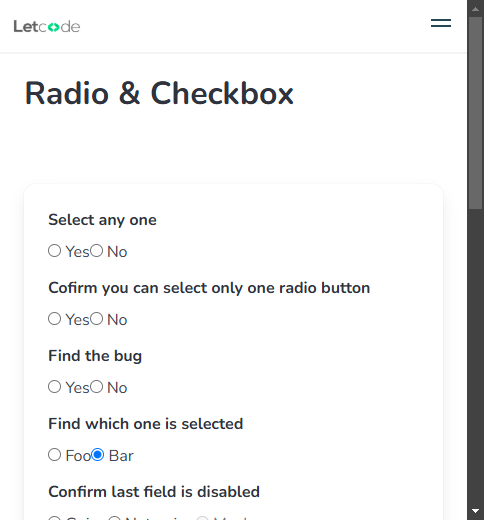 Letcode
Radio & Checkbox
Select any one
Yes No
Cofirm you can select only one radio button
Yes No
Find the bug
Yes No
Find which one is selected
Foo Bar
Confirm last field is disabled